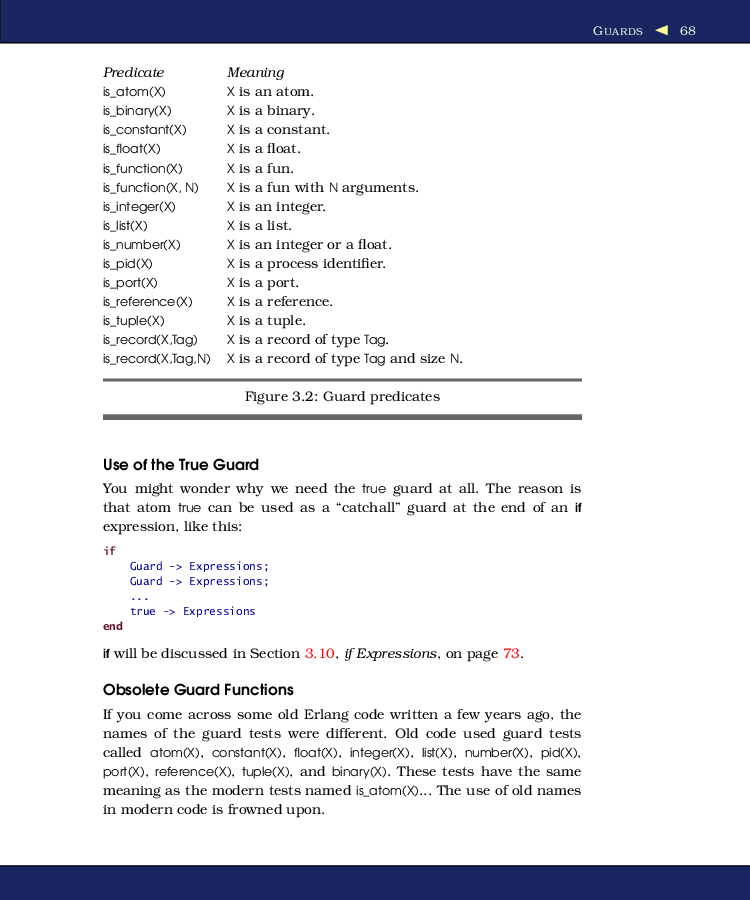 GUARDS ◀ 68
Predicate Meaning
is_atom(X) X is an atom.
is_binary(X) X is a binary.
is_constant(X) X is a constant.
is_float(X) X is a float.
is_function(X) X is a fun.
is_function(X, N) X is a fun with N arguments.
is_integer(X) X is an integer.
is_list(X) X is a list.
is_number(X) X is an integer or a float.
is_pid(X) X is a process identifier.
is_port(X) X is a port.
is_reference(X) X is a reference.
is_tuple(X) X is a tuple.
is_record(X,Tag) X is a record of type Tag.
is_record(X,Tag,N) X is a record of type Tag and size N.
Figure 3.2: Guard predicates
Use of the True Guard
You might wonder why we need the true guard at all. The reason is
that atom true can be used as a “catchall” guard at the end of an if
expression, like this:
if
Guard -> Expressions;
Guard -> Expressions;
...
true -> Expressions
end
if will be discussed in Section 3.10, if Expressions, on page 73.
Obsolete Guard Functions
If you come across some old Erlang code written a few years ago, the
names of the guard tests were different. Old code used guard tests
called atom(X), constant(X), float(X), integer(X), list(X), number(X), pid(X),
port(X), reference(X), tuple(X), and binary(X). These tests have the same
meaning as the modern tests named is_atom(X)... The use of old names
in modern code is frowned upon.